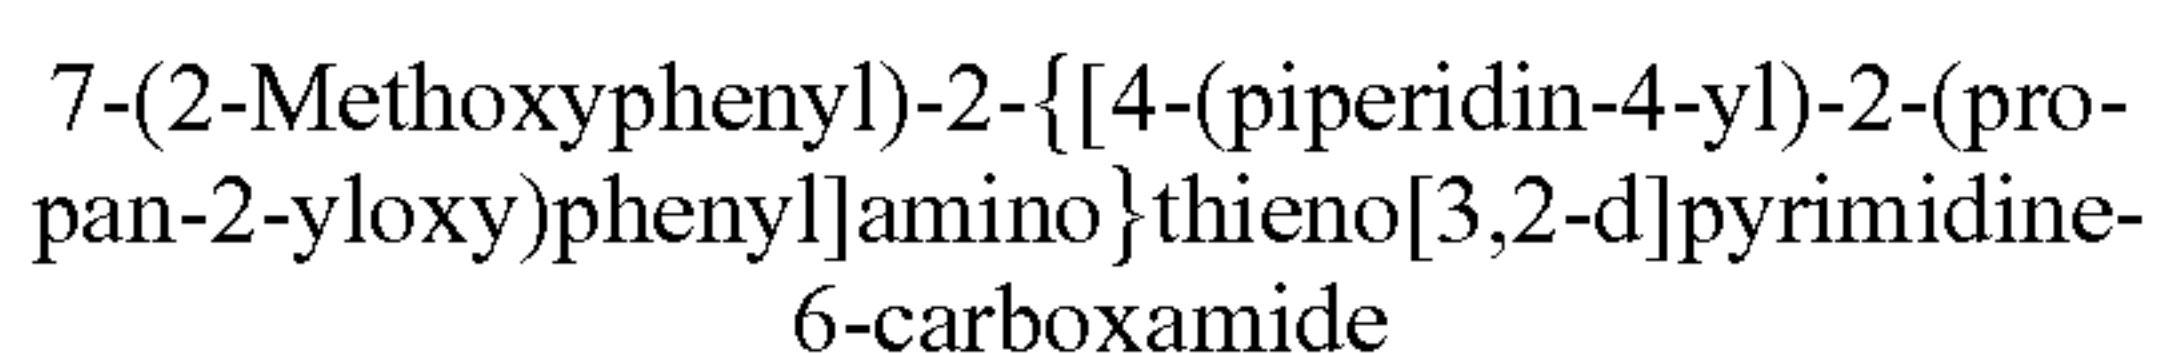 7-(2-Methoxyphenyl)-2-{[4-(piperidin-4-yl)-2-(pro-
pan-2-yloxy)phenyl]amino}thieno[3,2-d]pyrimidine-
6-carboxamide